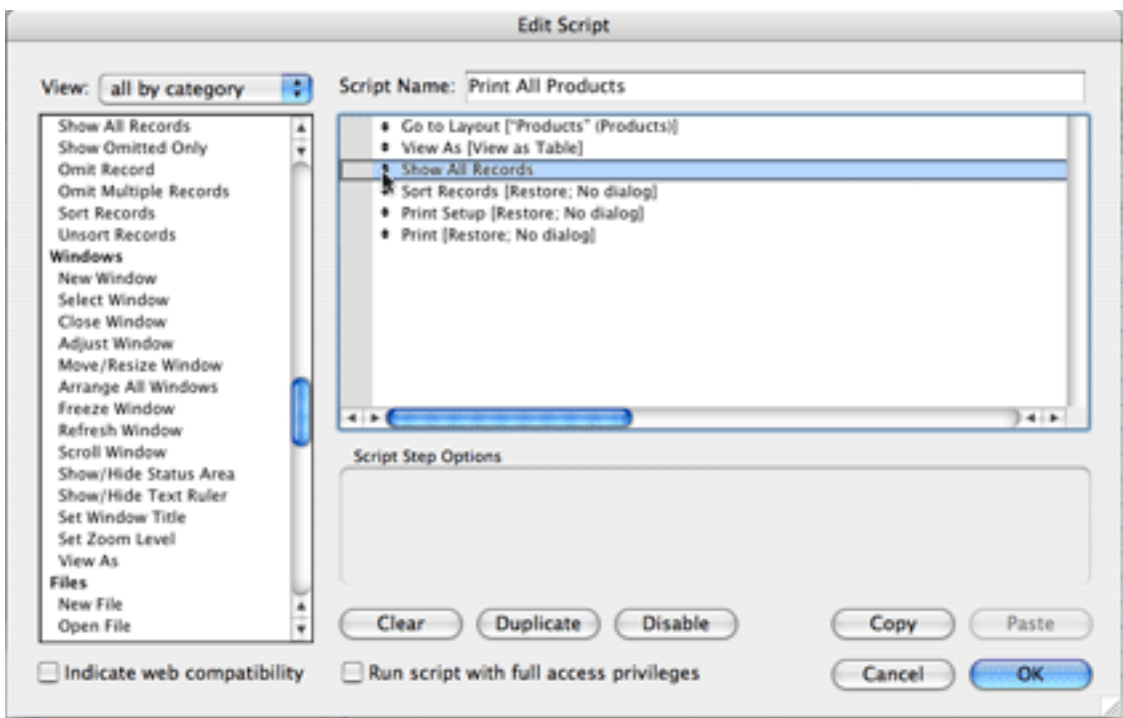 Edit Script
View: all by category
Script Name: Print All Products
Show All Records
Show Omitted Only
Omit Record
Omit Multiple Records
Sort Records
Unsort Records
Windows
New Window
Select Window
Close Window
Adjust Window
Move/Resize Window
Arrange All Windows
Freeze Window
Refresh Window
Scroll Window
Show/Hide Status Area
Show/Hide Text Ruler
Set Window Title
Set Zoom Level
View As
Files
New File
Open File
Go to Layout ["Products" (Products)]
View As [View as Table]
Show All Records
Sort Records [Restore; No dialog]
Print Setup [Restore; No dialog]
Print [Restore; No dialog]
Script Step Options
Clear Duplicate Disable Copy Paste
Indicate web compatibility Run script with full access privileges Cancel OK